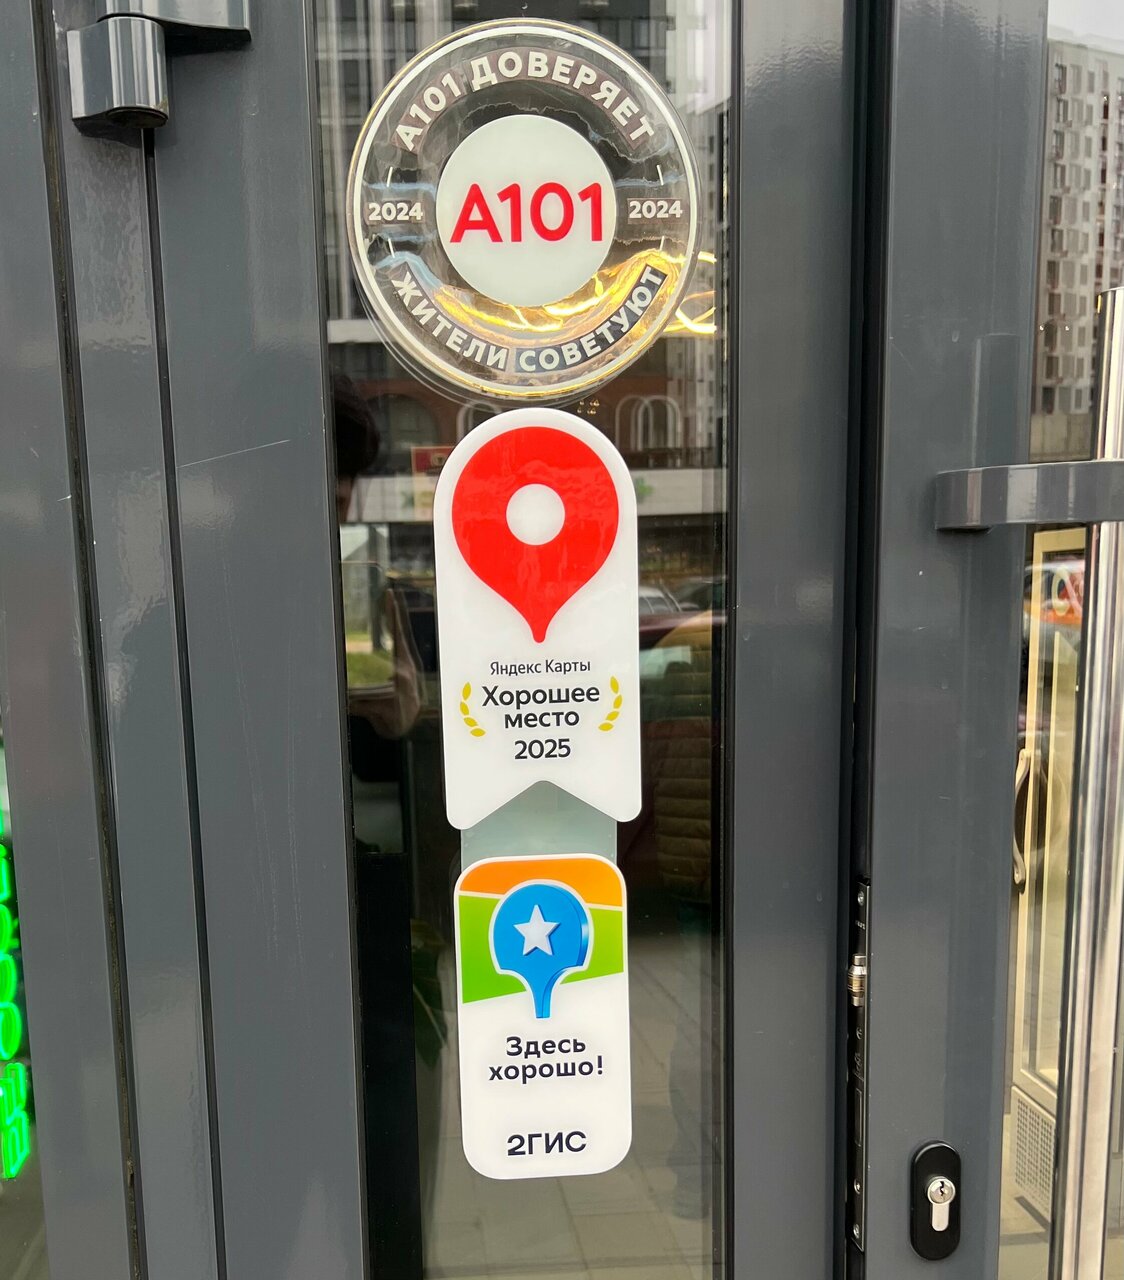 А101 ДОВЕРЯЕТ
2024 А101 2024
ЖИТЕЛИ СОВЕТУЮТ
Яндекс Карты
Хорошее
место
2025
Здесь
хорошо!
2ГИС